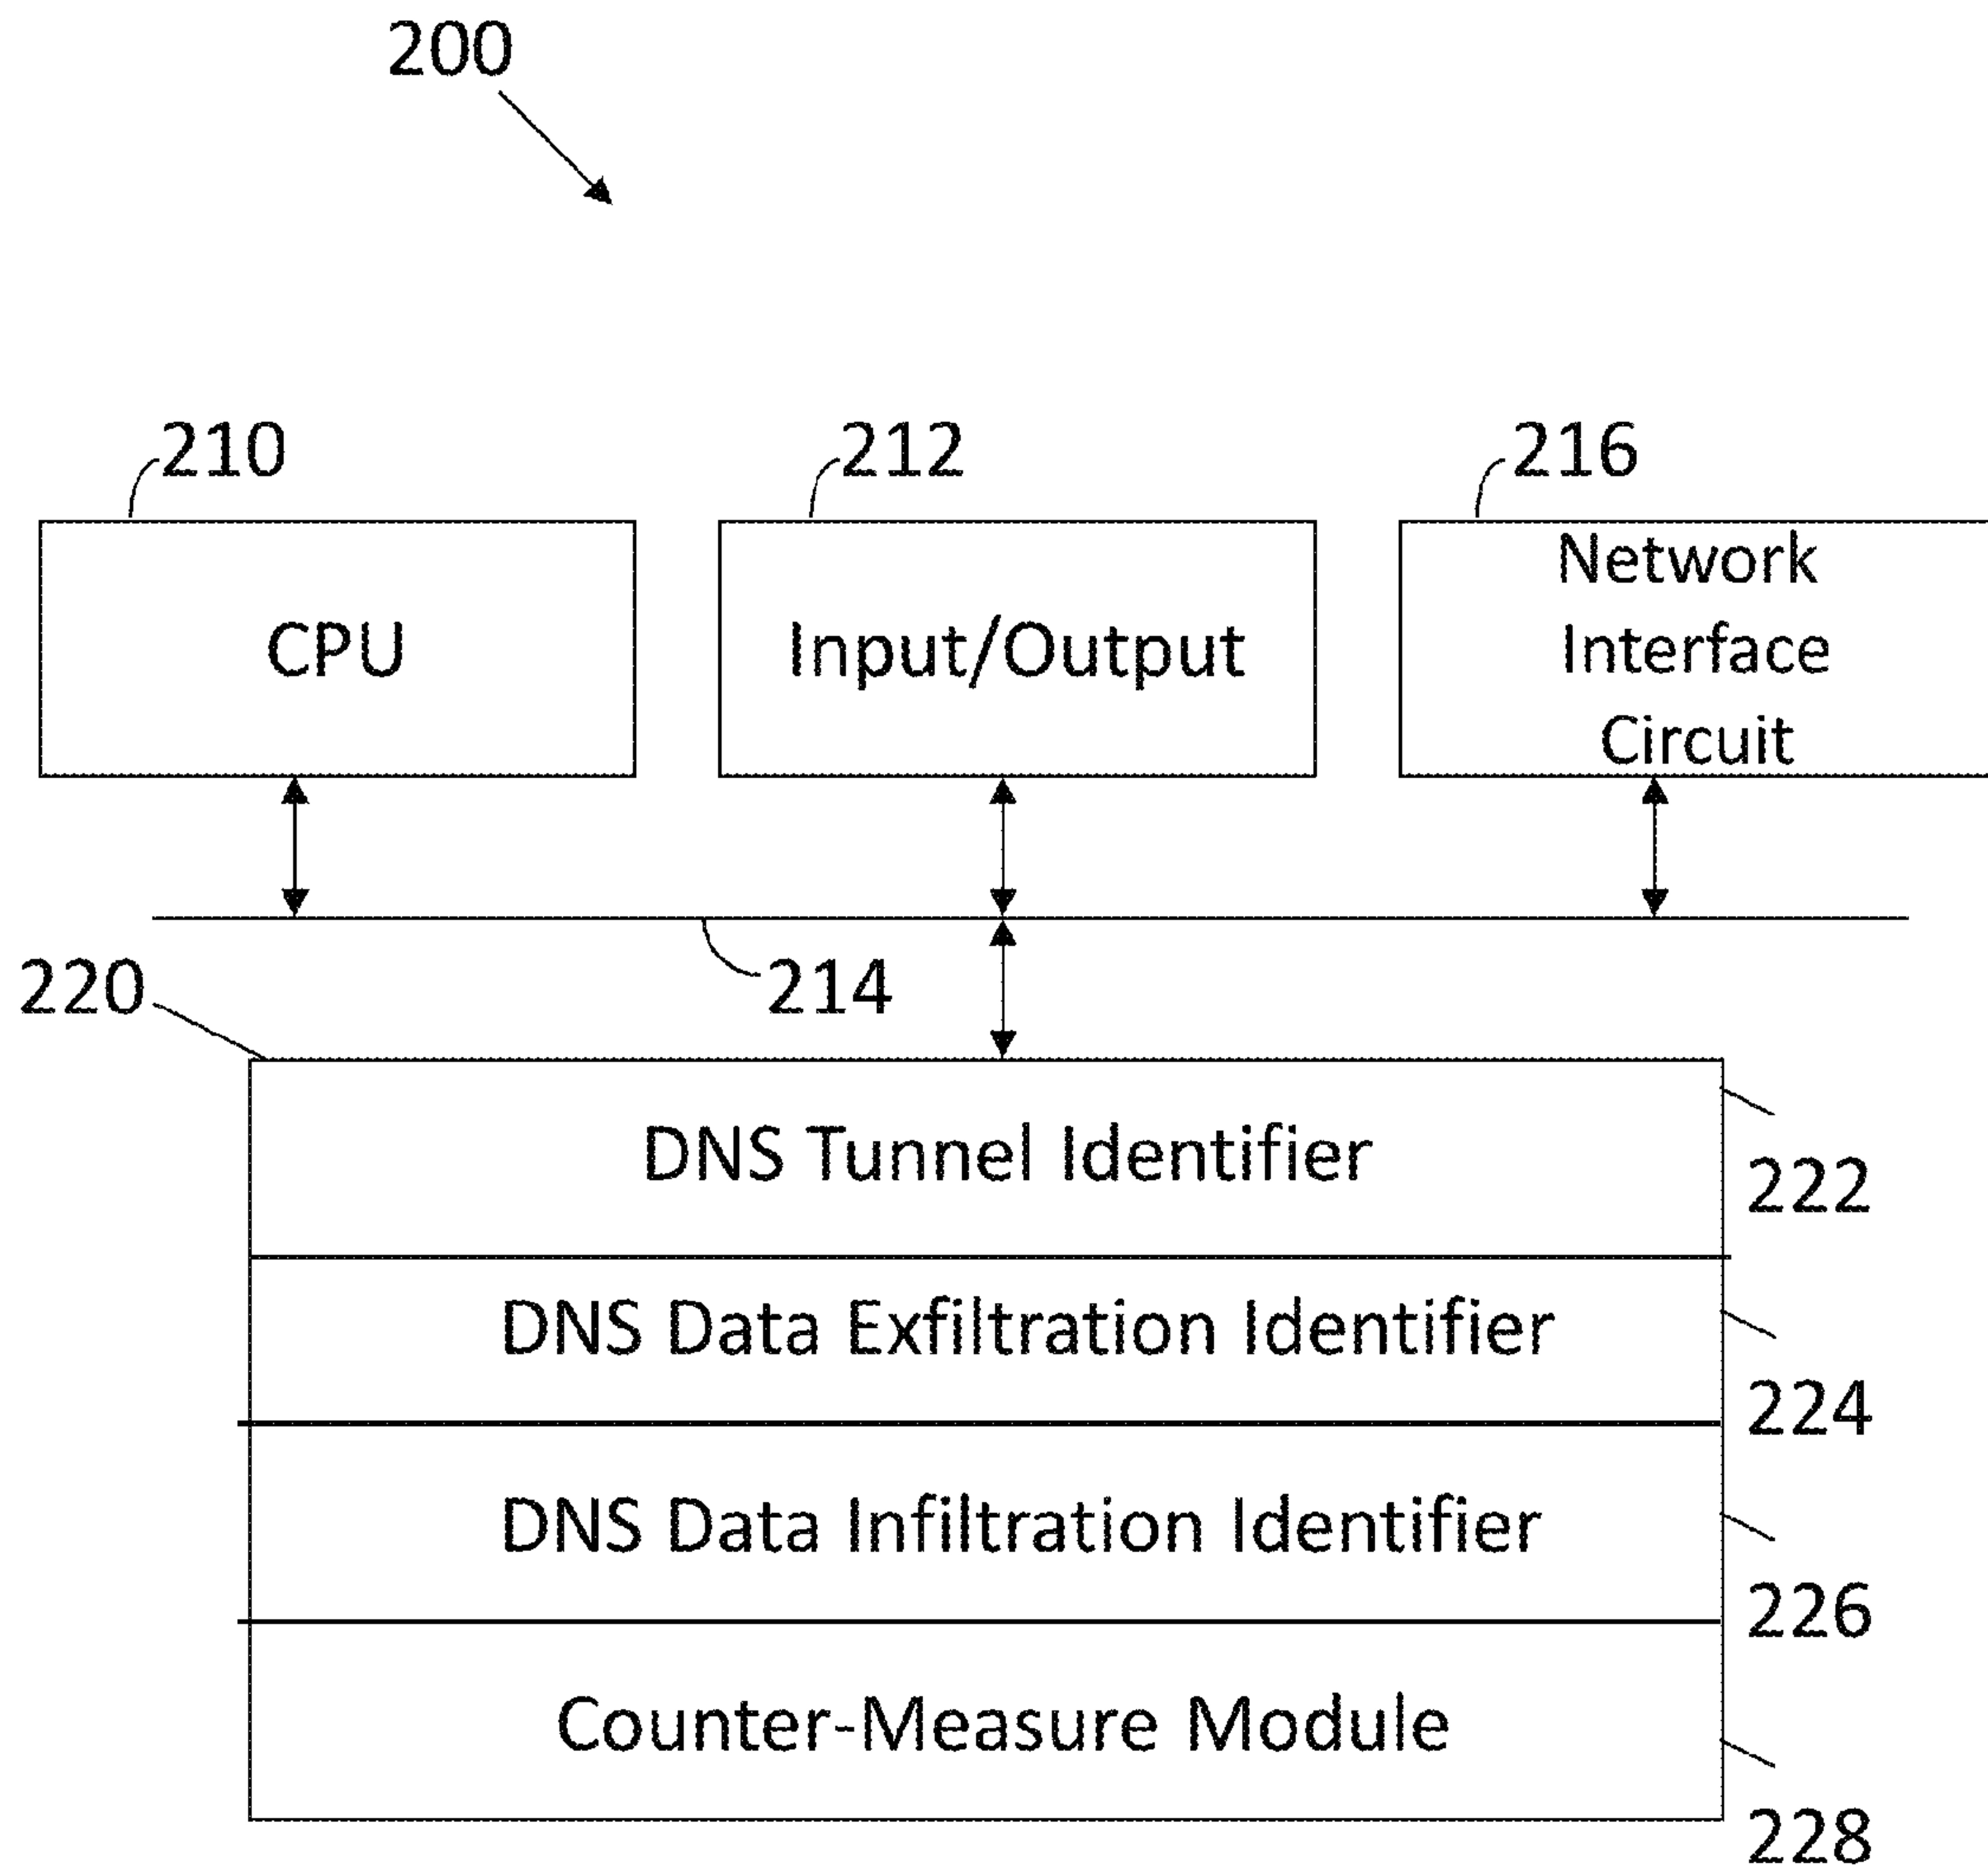 200
210
212
216
CPU
Input/Output
Network
Interface
Circuit
214
220
DNS Tunnel Identifier
222
DNS Data Exfiltration Identifier
224
DNS Data Infiltration Identifier
226
Counter-Measure Module
228